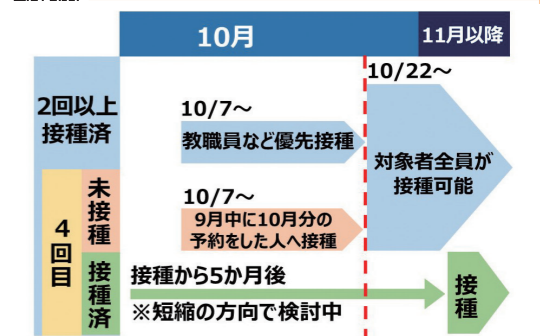 10月
11月以降
10/22～
2回以上
接種済
10/7～
教職員など優先接種
対象者全員が
接種可能
4回目
未接種
10/7～
9月中に10月分の
予約をした人へ接種
接種済
接種から5か月後
※短縮の方向で検討中
接種